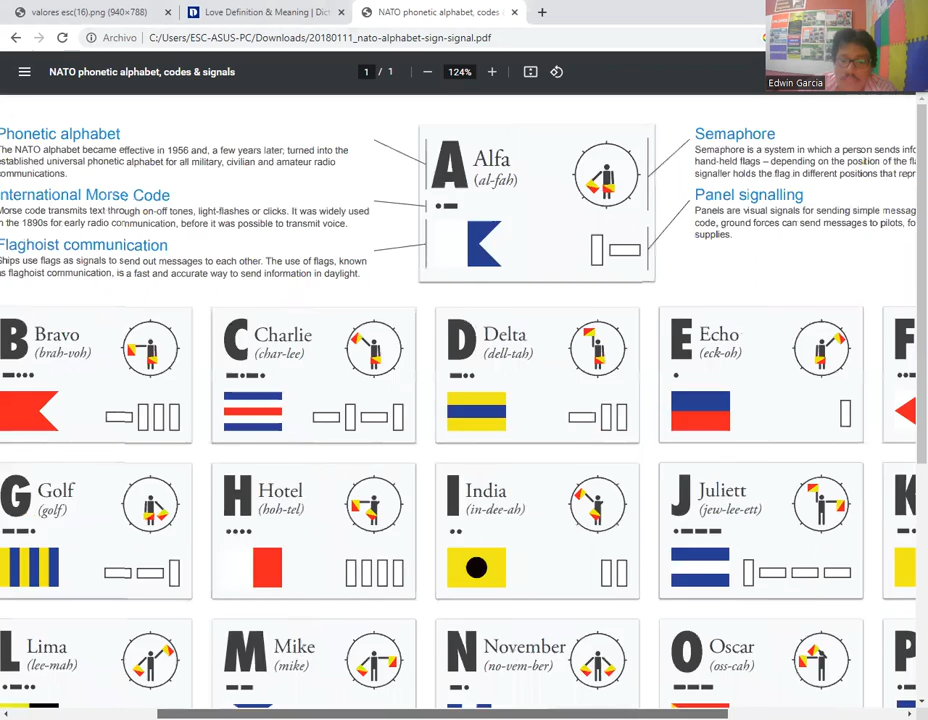 valores esc(16).png (940×788)
Love Definition & Meaning | Dict
NATO phonetic alphabet, codes
Archivo
C:/Users/ESC-ASUS-PC/Downloads/20180111_nato-alphabet-sign-signal.pdf
NATO phonetic alphabet, codes & signals
1 / 1
124%
Edwin Garcia
Phonetic alphabet
The NATO alphabet became effective in 1956 and, a few years later, turned into the
established universal phonetic alphabet for all military, civilian and amateur radio
communications.
International Morse Code
Morse code transmits text through on-off tones, light-flashes or clicks. It was widely used
in the 1890s for early radio communication, before it was possible to transmit voice.
Flaghoist communication
Ships use flags as signals to send out messages to each other. The use of flags, known
as flaghoist communication, is a fast and accurate way to send information in daylight.
A Alfa
(al-fah)
Semaphore
Semaphore is a system in which a person sends info
hand-held flags – depending on the position of the fl
signaller holds the flag in different positions that repr
Panel signalling
Panels are visual signals for sending simple messag
code, ground forces can send messages to pilots, fo
supplies.
B Bravo
(brah-voh)
C Charlie
(char-lee)
D Delta
(dell-tah)
E Echo
(eck-oh)
F
G Golf
(golf)
H Hotel
(hoh-tel)
I India
(in-dee-ah)
J Juliett
(jew-lee-ett)
K
L Lima
(lee-mah)
M Mike
(mike)
N November
(no-vem-ber)
O Oscar
(oss-cah)
P